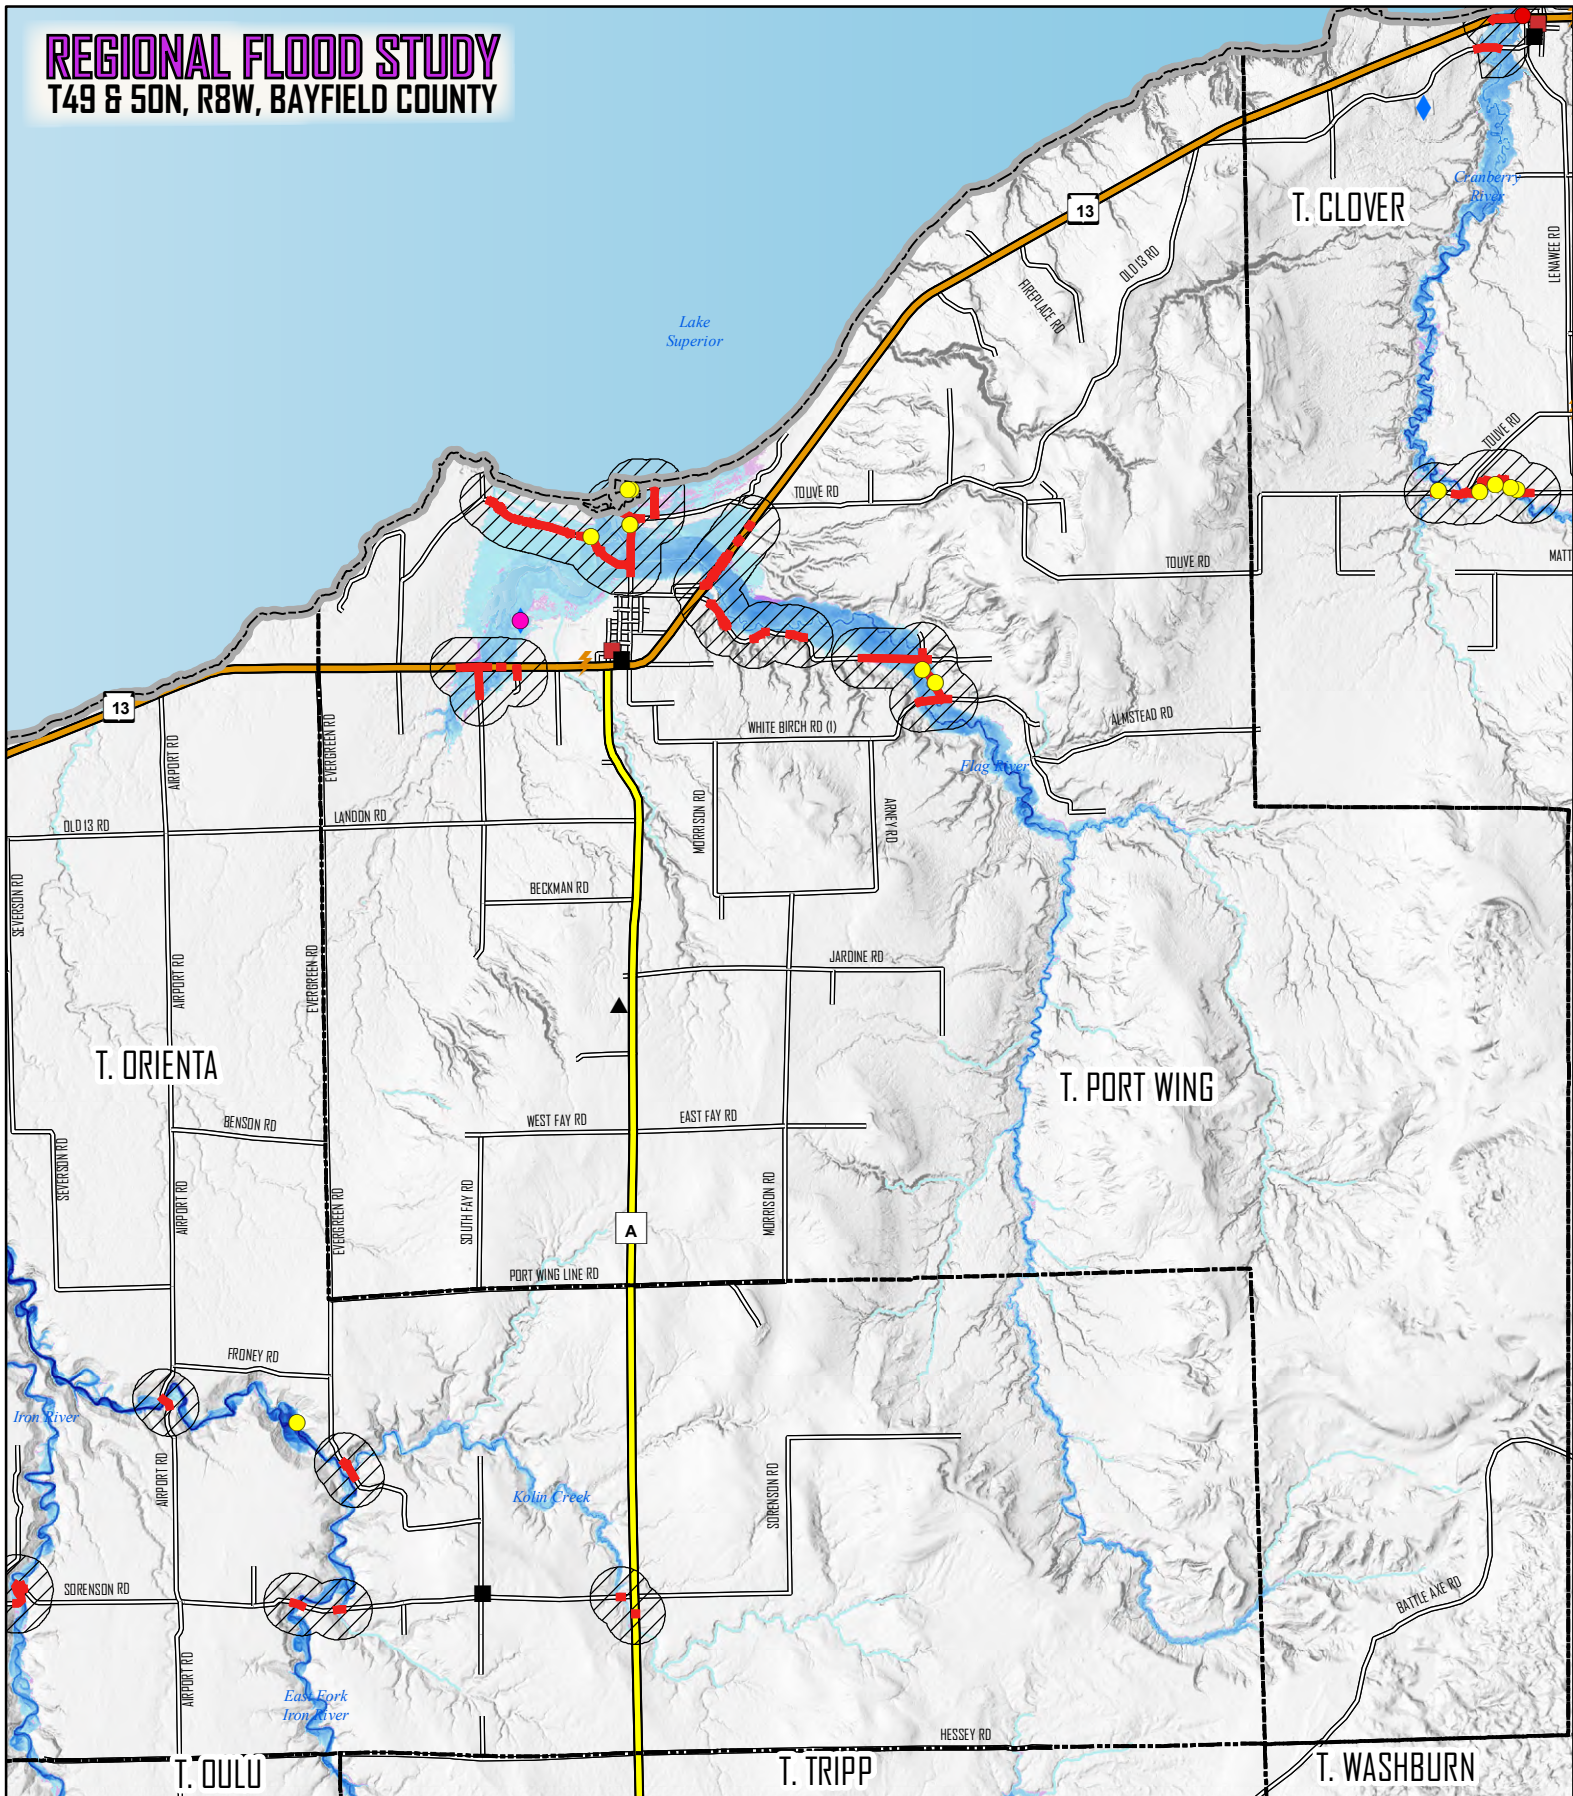 REGIONAL FLOOD STUDY
T49 & 50N, R8W, BAYFIELD COUNTY
Cranberry
River
T. CLOVER
13
LENAWEE RD
OLD 13 RD
FIREPLACE RD
Lake
Superior
TOUVE RD
TOUVE RD
TOUVE RD
MATT
13
WHITE BIRCH RD (1)
ALMSTEAD RD
Flag River
AIRPORT RD
EVERGREEN RD
LANDON RD
OLD 13 RD
MORRISON RD
ARNEY RD
BECKMAN RD
SEVERSON RD
JARDINE RD
AIRPORT RD
EVERGREEN RD
T. ORIENTA
T. PORT WING
BENSON RD
WEST FAY RD
EAST FAY RD
SEVERSON RD
AIRPORT RD
EVERGREEN RD
SOUTH FAY RD
A
MORRISON RD
PORT WING LINE RD
FRONEY RD
Iron River
AIRPORT RD
Kolin Creek
SORENSON RD
SORENSON RD
BATTLE AXE RD
AIRPORT RD
East Fork
Iron River
HESSEY RD
T. OULU
T. TRIPP
T. WASHBURN